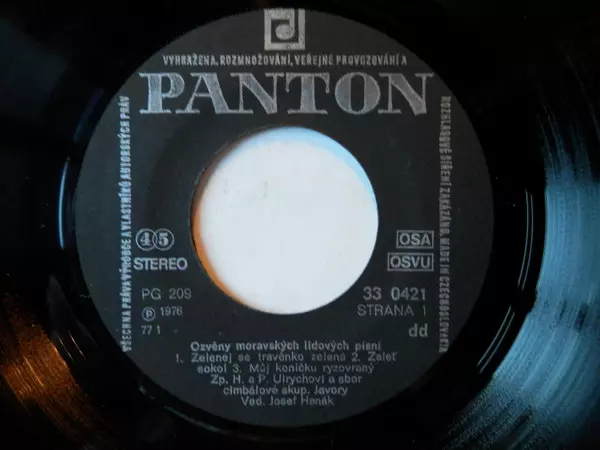 VŠECHNA PRÁVA VÝROBCE A VLASTNÍKŮ AUTORSKÝCH PRÁV
VYHRAŽENA, ROZMNOŽOVÁNÍ, VEŘEJNÉ PROVOZOVÁNÍ A
ROZHLASOVÉ ŠÍŘENÍ ZAKÁZÁNO, MADE IN CZECHOSLOVAKIA
PANTON
45
STEREO
OSA
OSVU
PG 209
33 0421
℗ 1976
STRANA 1
77 1
dd
Ozvěny moravských lidových písní
1. Zelenej se travěnko zelená 2. Zaleť
sokol 3. Můj koníčku ryzovraný
Zp. H. a P. Ulrychovi a sbor
cimbálové skup. Javory
Ved. Josef Hanák